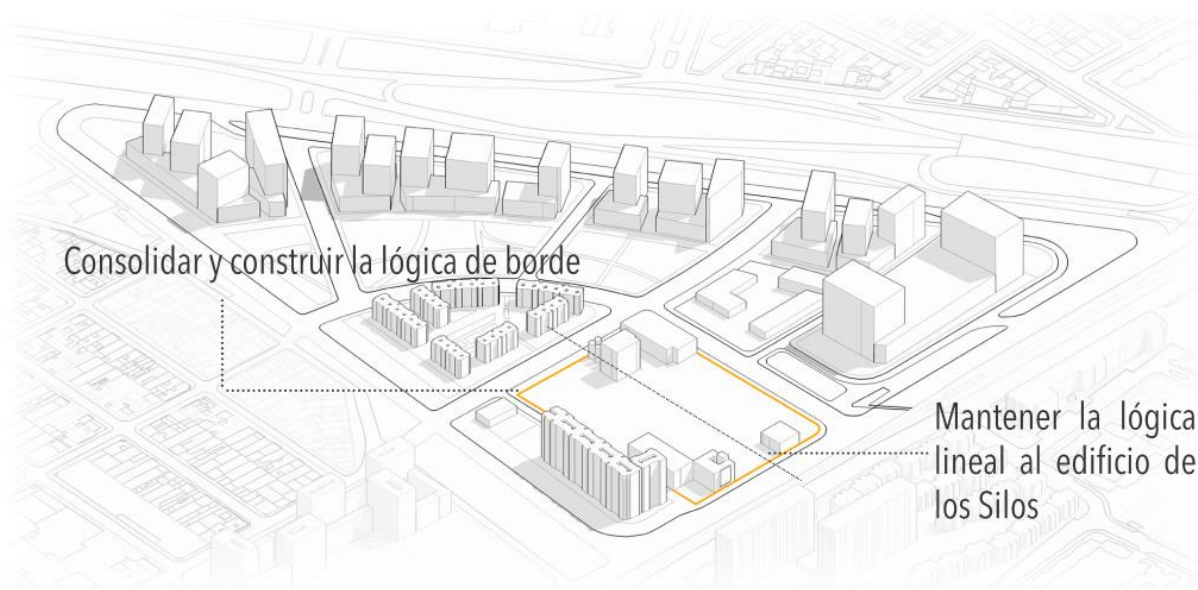 Consolidar y construir la lógica de borde
Mantener la lógica
lineal al edificio de
los Silos